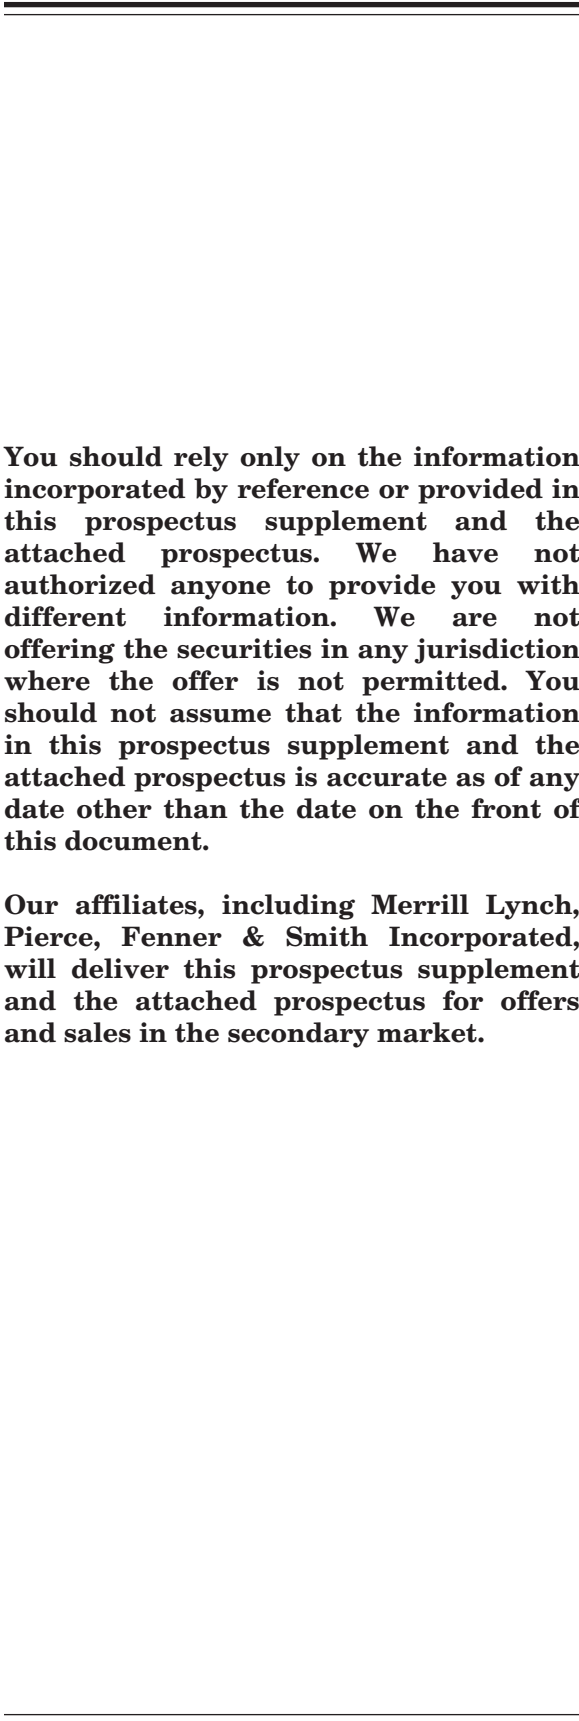 You should rely only on the information
incorporated by reference or provided in
this prospectus supplement and the
attached prospectus. We have not
authorized anyone to provide you with
different information. We are not
offering the securities in any jurisdiction
where the offer is not permitted. You
should not assume that the information
in this prospectus supplement and the
attached prospectus is accurate as of any
date other than the date on the front of
this document.
Our affiliates, including Merrill Lynch,
Pierce, Fenner & Smith Incorporated,
will deliver this prospectus supplement
and the attached prospectus for offers
and sales in the secondary market.